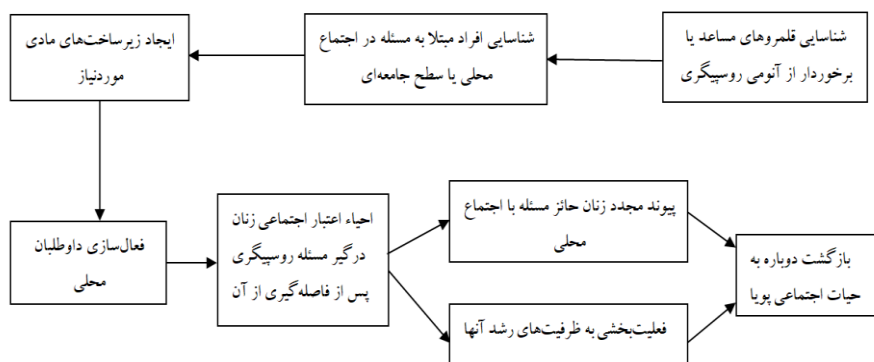 شناسایی قلمروهای مساعد یا
برخوردار از آنومی روسپیگری
شناسایی افراد مبتلا به مسئله در اجتماع
محلی یا سطح جامعه‌ای
ایجاد زیرساخت‌های مادی
موردنیاز
فعال‌سازی داوطلبان
محلی
احیاء اعتبار اجتماعی زنان
درگیر مسئله روسپیگری
پس از فاصله‌گیری از آن
پیوند مجدد زنان حائز مسئله با اجتماع
محلی
فعلیت‌بخشی به ظرفیت‌های رشد آنها
بازگشت دوباره به
حیات اجتماعی پویا